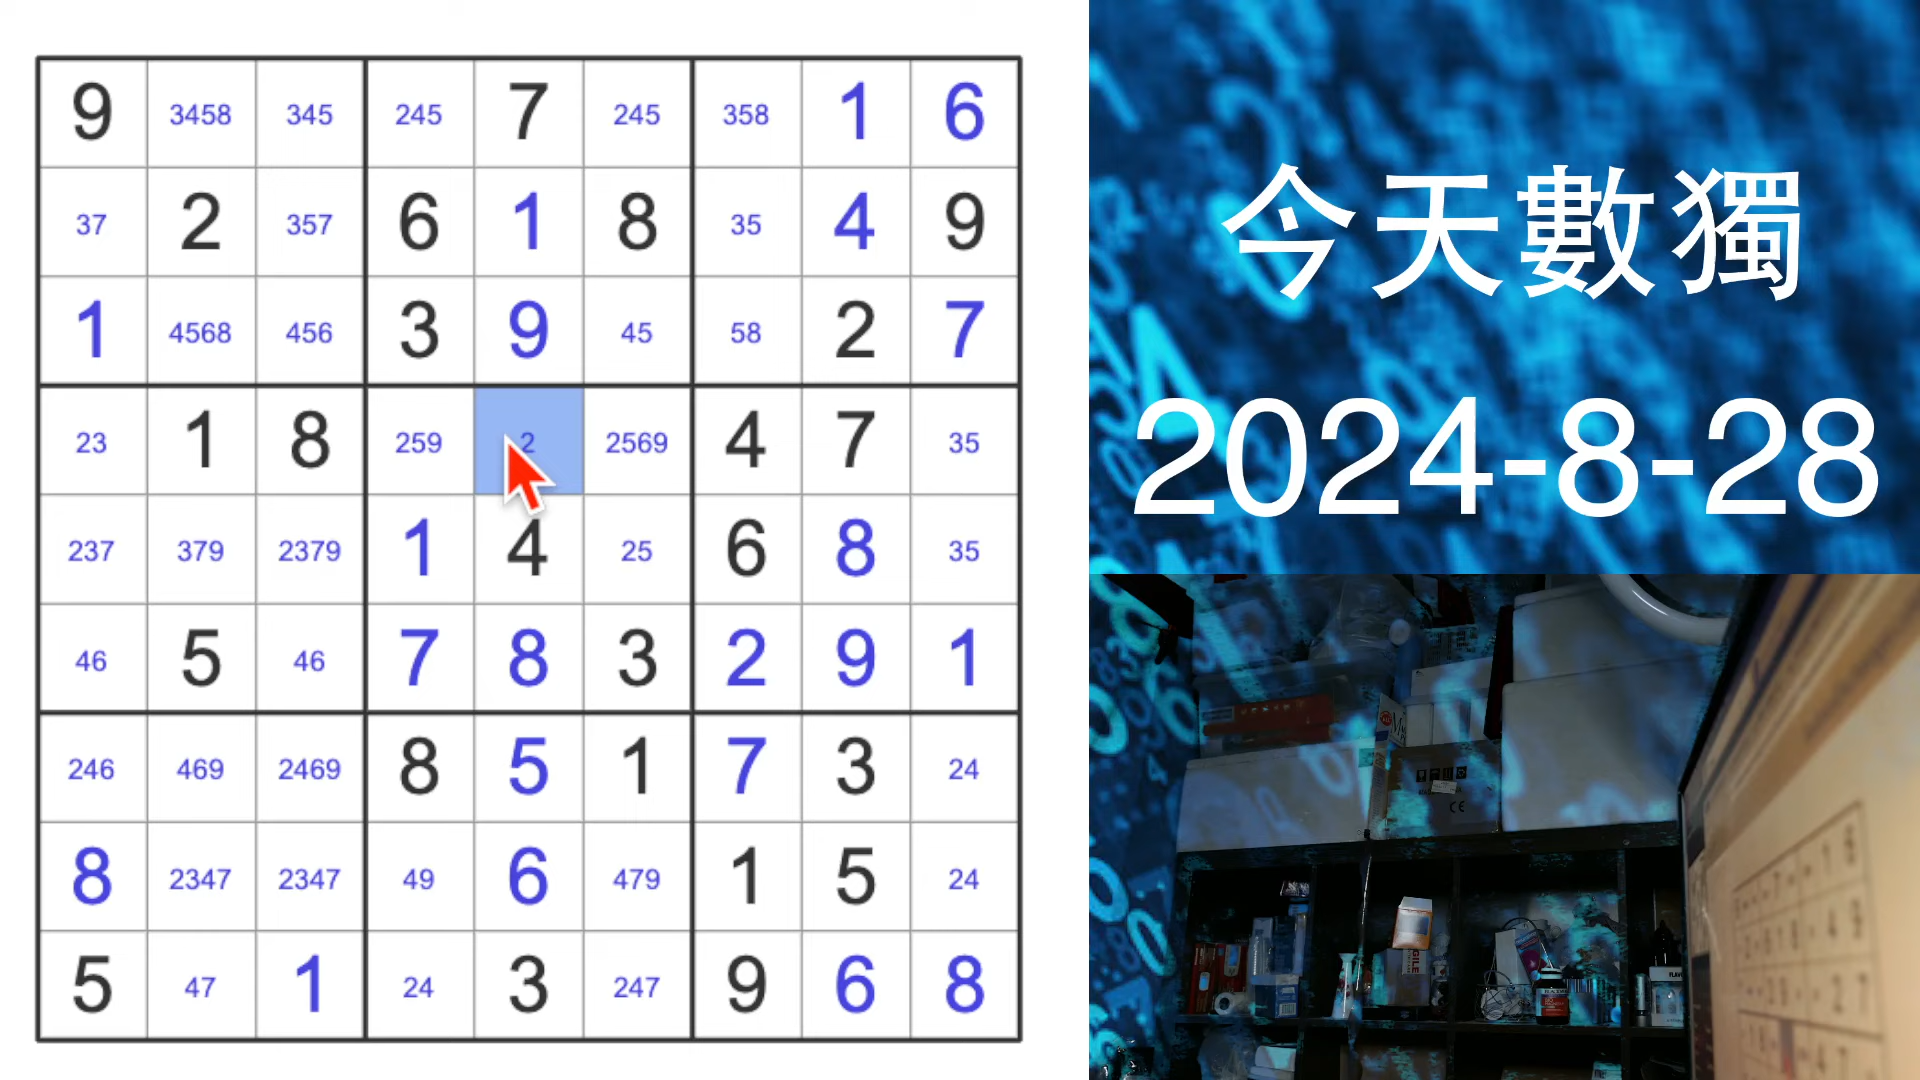 9 3458 345 245 7 245 358 1 6
37 2 357 6 1 8 35 4 9
1 4568 456 3 9 45 58 2 7
23 1 8 259 2 2569 4 7 35
237 379 2379 1 4 25 6 8 35
46 5 46 7 8 3 2 9 1
246 469 2469 8 5 1 7 3 24
8 2347 2347 49 6 479 1 5 24
5 47 1 24 3 247 9 6 8
今天數獨
2024-8-28